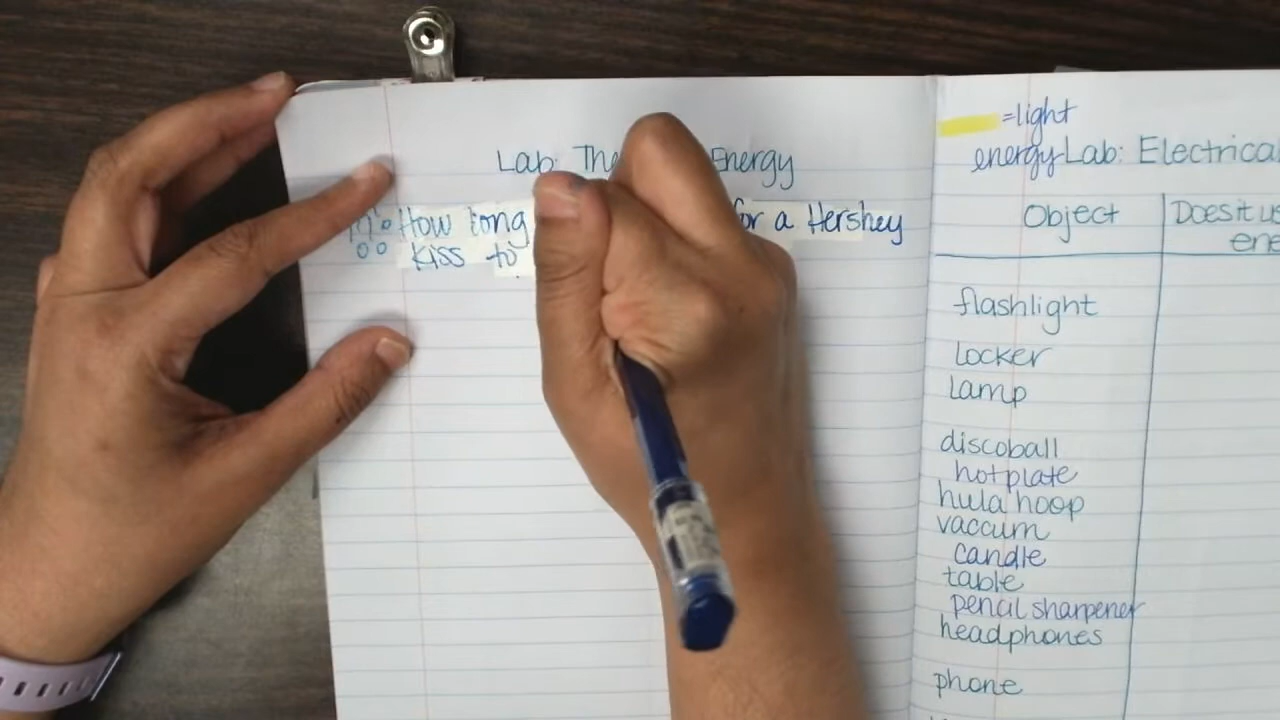 Lab: The Energy
How long for a Hershey
kiss to
=light
energy Lab: Electrical
Object Does it us
ene
flashlight
Locker
Lamp
discoball
hotplate
hula hoop
vaccum
candle
table
pencil sharpener
headphones
phone